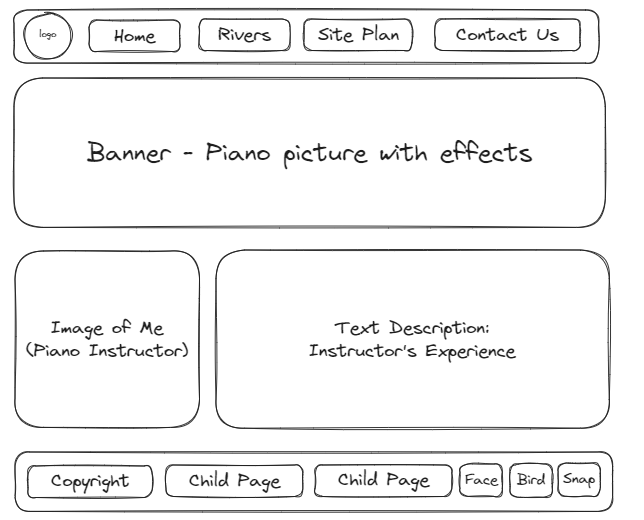 logo
Home
Rivers
Site Plan
Contact Us
Banner - Piano picture with effects
Image of Me
(Piano Instructor)
Text Description:
Instructor's Experience
Copyright
Child Page
Child Page
Face
Bird
Snap